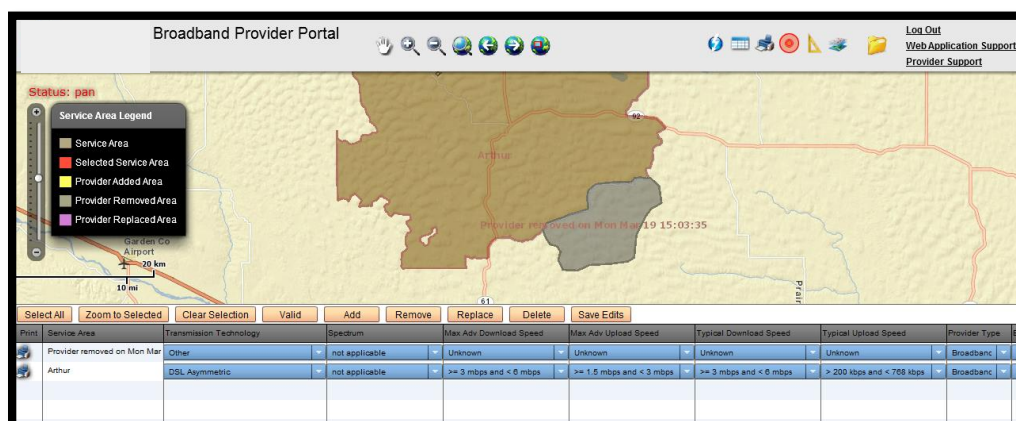 Broadband Provider Portal
Log Out
Web Application Support
Provider Support
Status: pan
Service Area Legend
Service Area
Selected Service Area
Provider Added Area
Provider Removed Area
Provider Replaced Area
92
Arthur
Provider removed on Mon Mar 19 15:03:35
Garden Co
Airport
20 km
10 mi
61
Prair
Select All Zoom to Selected Clear Selection Valid Add Remove Replace Delete Save Edits
Print Service Area Transmission Technology Spectrum Max Adv Download Speed Max Adv Upload Speed Typical Download Speed Typical Upload Speed Provider Type E
Provider removed on Mon Mar Other not applicable Unknown Unknown Unknown Unknown Broadbanc
Arthur DSL Asymmetric not applicable >= 3 mbps and < 6 mbps >= 1.5 mbps and < 3 mbps >= 3 mbps and < 6 mbps > 200 kbps and < 768 kbps Broadbanc